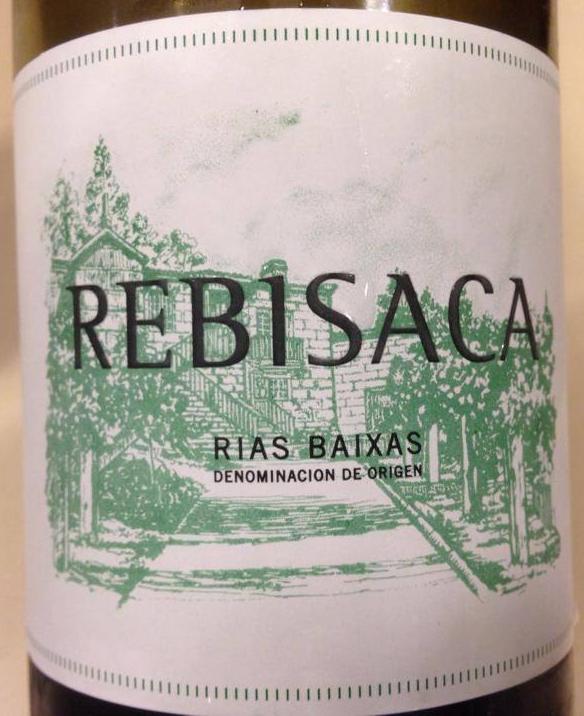 REBISACA
RIAS BAIXAS
DENOMINACION DE ORIGEN